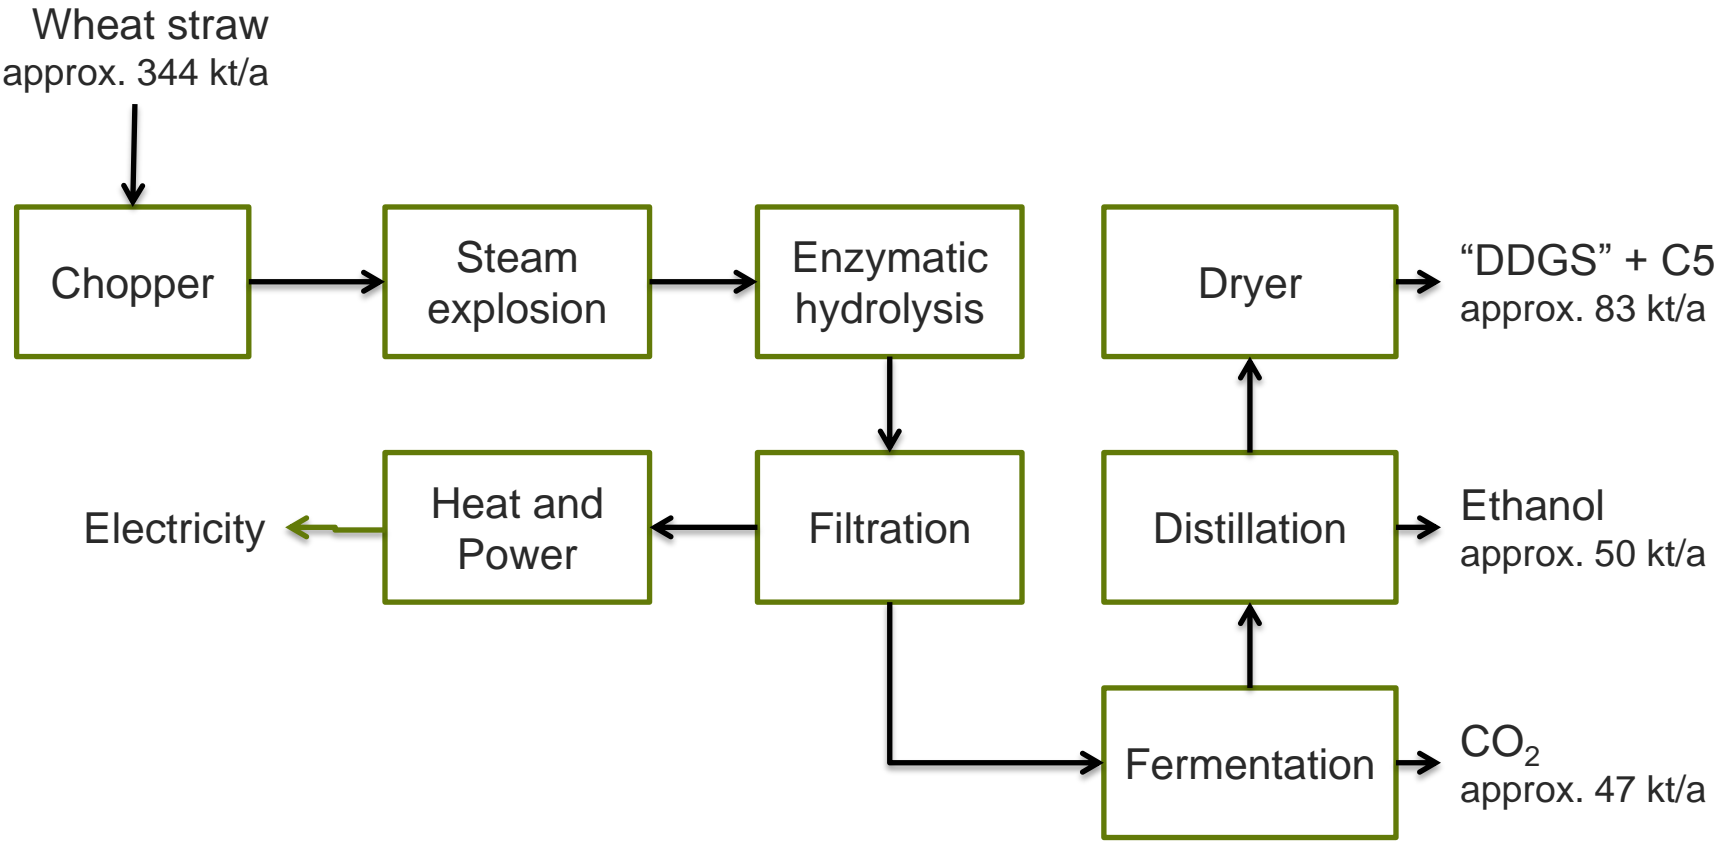 Wheat straw
approx. 344 kt/a
Chopper
Steam
explosion
Enzymatic
hydrolysis
Dryer
“DDGS” + C5
approx. 83 kt/a
Electricity
Heat and
Power
Filtration
Distillation
Ethanol
approx. 50 kt/a
Fermentation
CO₂
approx. 47 kt/a